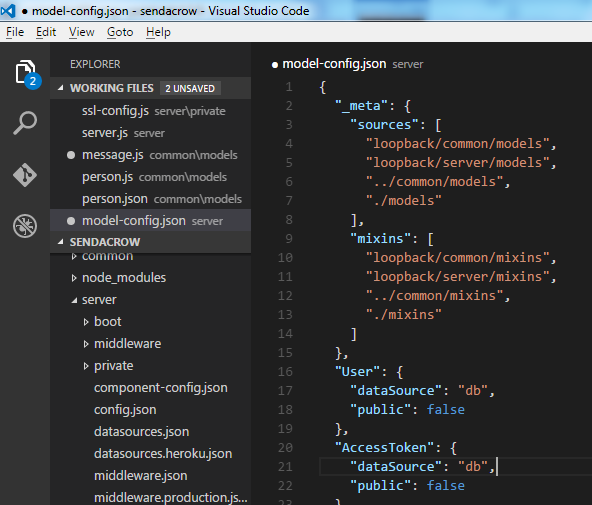 ● model-config.json - sendacrow - Visual Studio Code
File Edit View Goto Help
2
EXPLORER
WORKING FILES 2 UNSAVED
ssl-config.js server\private
server.js server
● message.js common\models
person.js common\models
person.json common\models
● model-config.json server
SENDACROW
common
node_modules
server
boot
middleware
private
component-config.json
config.json
datasources.json
datasources.heroku.json
middleware.json
middleware.production.js...
● model-config.json server
1 {
2 "_meta": {
3 "sources": [
4 "loopback/common/models",
5 "loopback/server/models",
6 "../common/models",
7 "./models"
8 ],
9 "mixins": [
10 "loopback/common/mixins",
11 "loopback/server/mixins",
12 "../common/mixins",
13 "./mixins"
14 ]
15 },
16 "User": {
17 "dataSource": "db",
18 "public": false
19 },
20 "AccessToken": {
21 "dataSource": "db",
22 "public": false
23 }